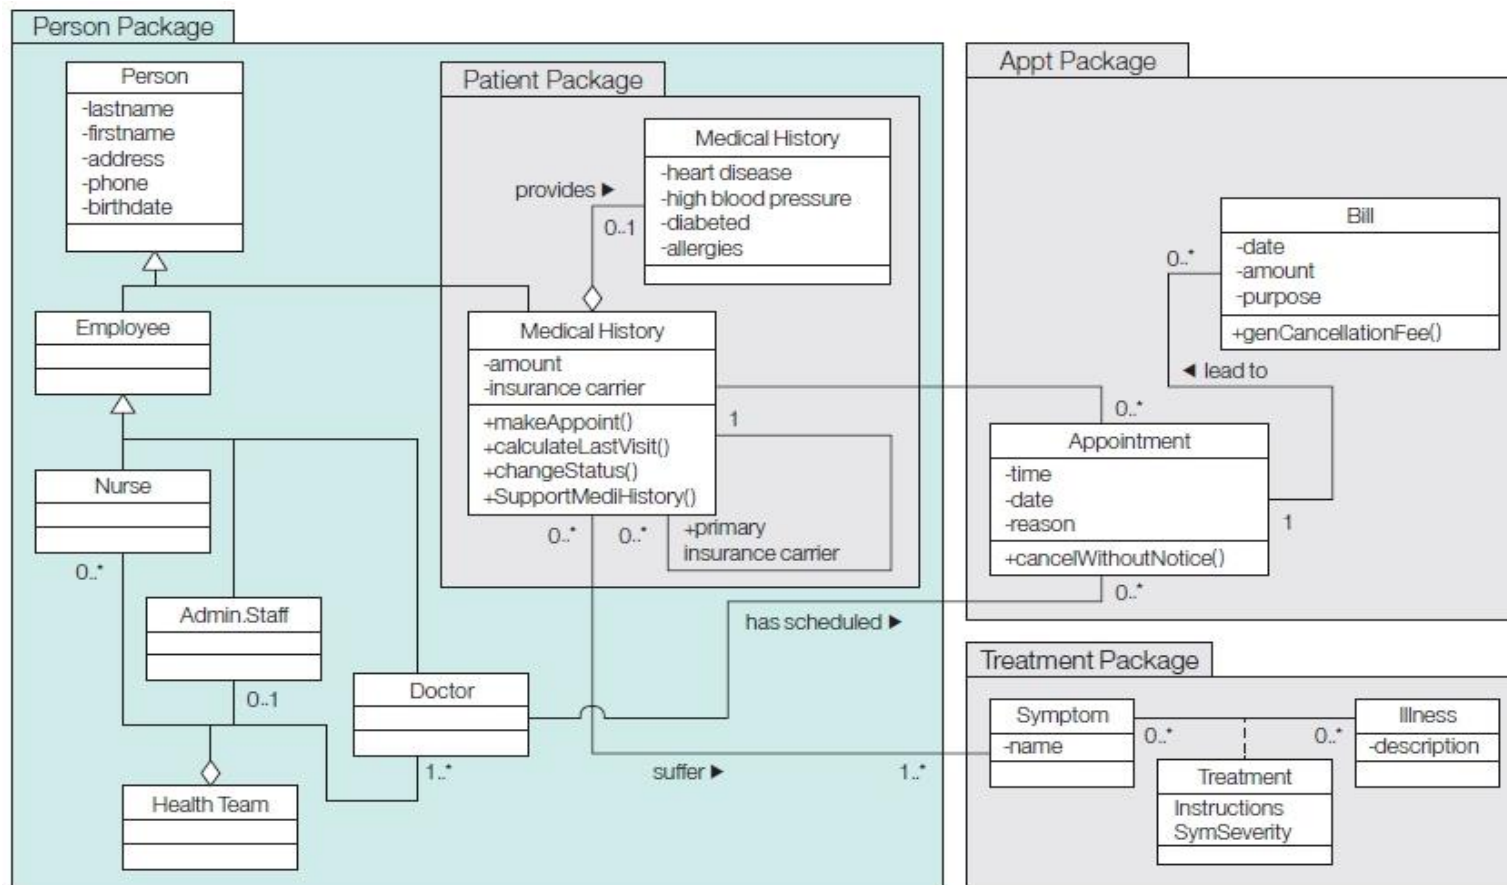 Person Package
Person
-lastname
-firstname
-address
-phone
-birthdate
Employee
Nurse
0..*
Admin.Staff
0..1
Doctor
1..*
Health Team
Patient Package
Medical History
-heart disease
-high blood pressure
-diabeted
-allergies
provides ►
0..1
Medical History
-amount
-insurance carrier
+makeAppoint()
+calculateLastVisit()
+changeStatus()
+SupportMediHistory()
1
0..*
0..*
+primary
insurance carrier
has scheduled ►
suffer ►
1..*
Appt Package
Bill
-date
-amount
-purpose
+genCancellationFee()
0..*
◄ lead to
0..*
Appointment
-time
-date
-reason
+cancelWithoutNotice()
1
0..*
Treatment Package
Symptom
-name
0..*
0..*
Illness
-description
Treatment
Instructions
SymSeverity